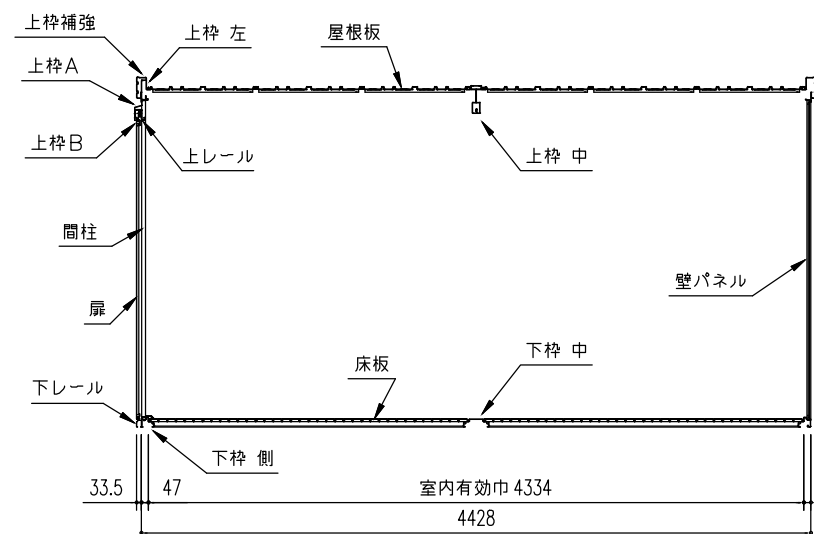 上枠補強
上枠 左
屋根板
上枠A
上枠B
上レール
上枠 中
間柱
壁パネル
扉
下枠 中
床板
下レール
下枠 側
33.5
47
室内有効巾 4334
4428